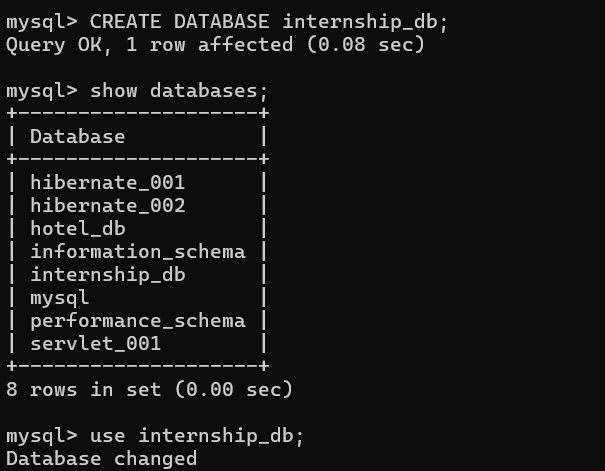 mysql> CREATE DATABASE internship_db;
Query OK, 1 row affected (0.08 sec)

mysql> show databases;
+--------------------+
| Database           |
+--------------------+
| hibernate_001      |
| hibernate_002      |
| hotel_db           |
| information_schema |
| internship_db      |
| mysql              |
| performance_schema |
| servlet_001        |
+--------------------+
8 rows in set (0.00 sec)

mysql> use internship_db;
Database changed